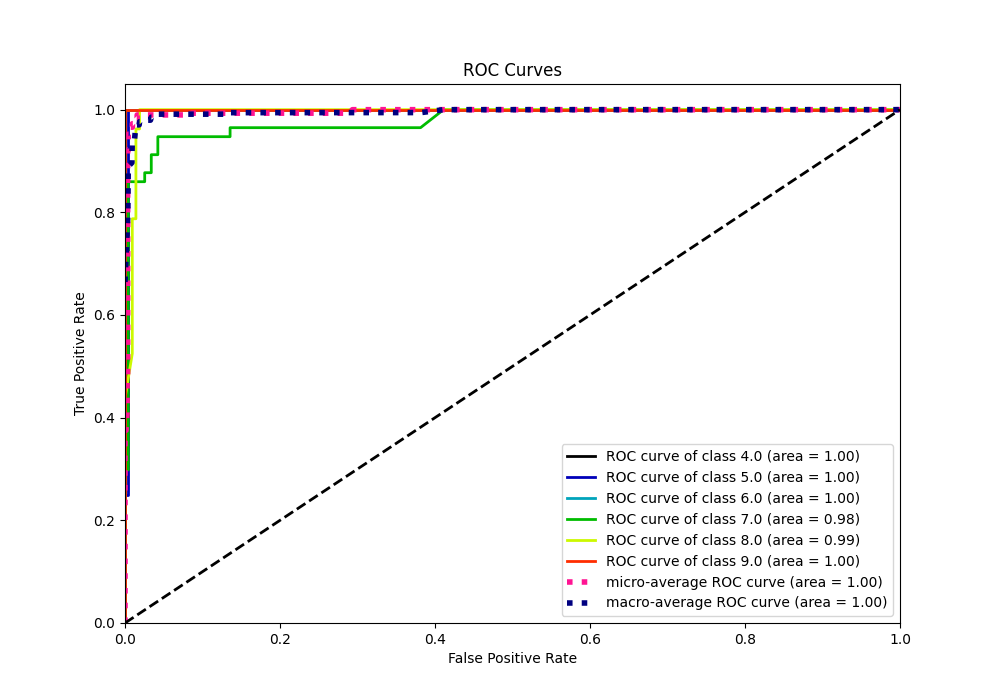 ROC Curves
True Positive Rate
1.0
0.8
0.6
0.4
0.2
0.0
0.0 0.2 0.4 0.6 0.8 1.0
False Positive Rate
ROC curve of class 4.0 (area = 1.00)
ROC curve of class 5.0 (area = 1.00)
ROC curve of class 6.0 (area = 1.00)
ROC curve of class 7.0 (area = 0.98)
ROC curve of class 8.0 (area = 0.99)
ROC curve of class 9.0 (area = 1.00)
micro-average ROC curve (area = 1.00)
macro-average ROC curve (area = 1.00)